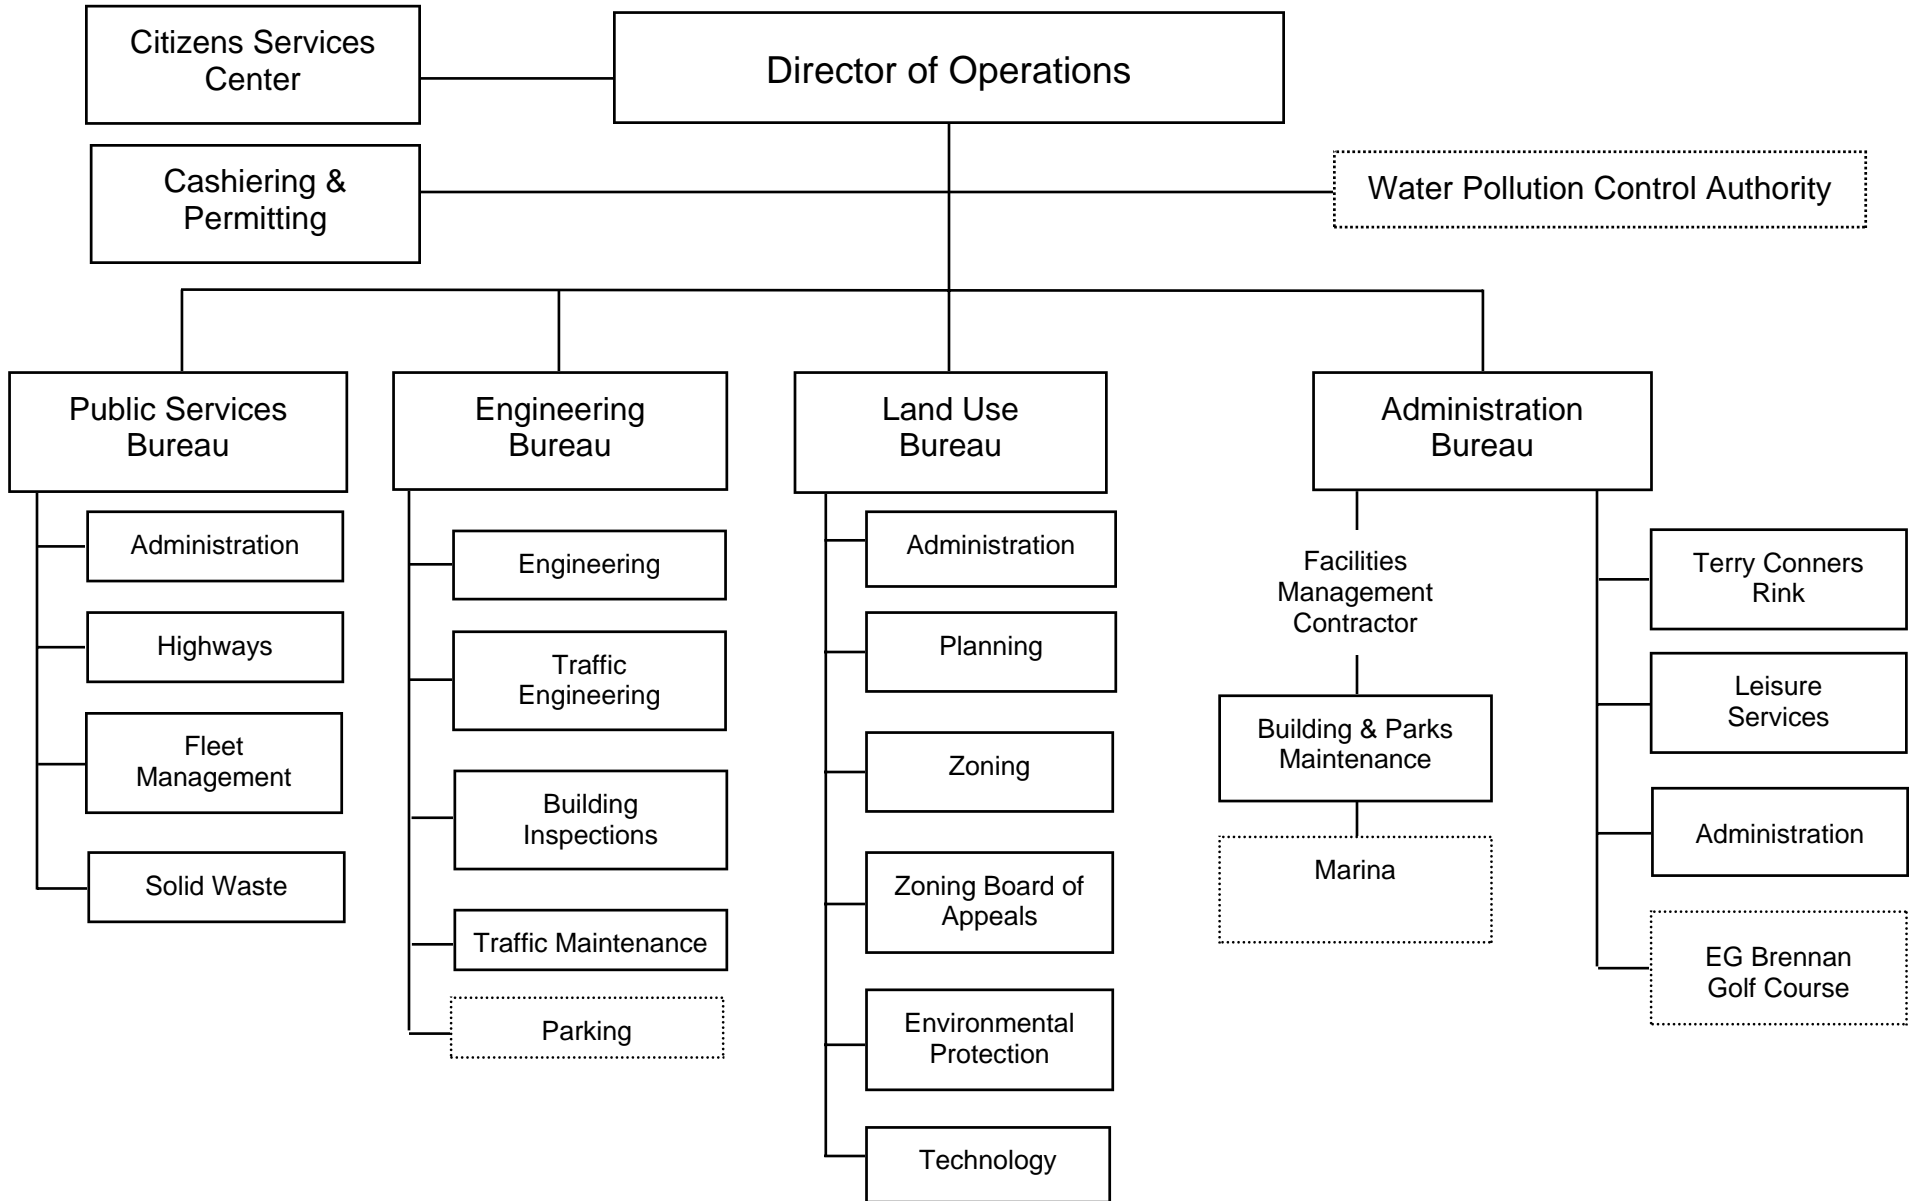 Citizens Services
Center
Director of Operations
Cashiering &
Permitting
Water Pollution Control Authority
Public Services
Bureau
Engineering
Bureau
Land Use
Bureau
Administration
Bureau
Administration
Highways
Fleet
Management
Solid Waste
Engineering
Traffic
Engineering
Building
Inspections
Traffic Maintenance
Parking
Administration
Planning
Zoning
Zoning Board of
Appeals
Environmental
Protection
Technology
Facilities
Management
Contractor
Building & Parks
Maintenance
Marina
Terry Conners
Rink
Leisure
Services
Administration
EG Brennan
Golf Course